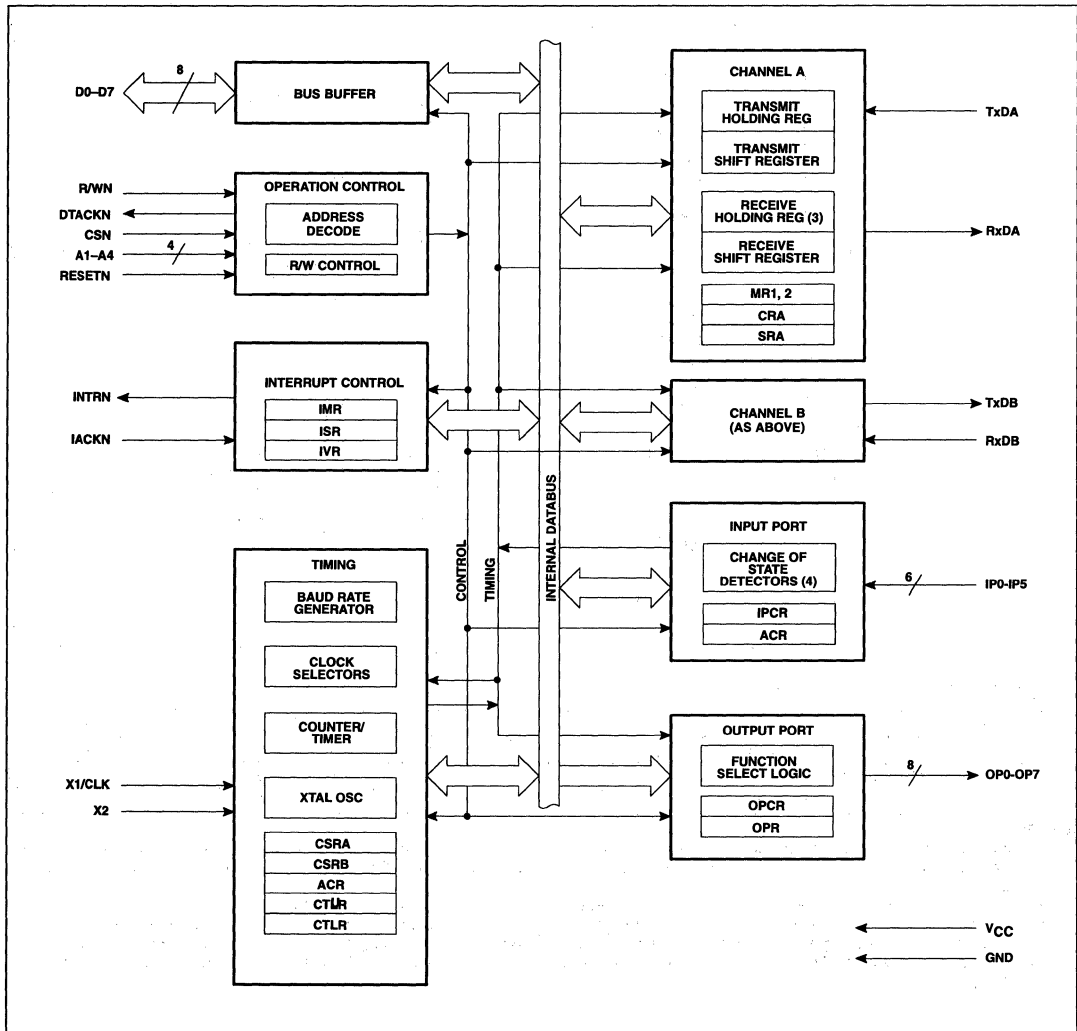 8
D0–D7
BUS BUFFER
R/WN
DTACKN
CSN
A1–A4
4
RESETN
OPERATION CONTROL
ADDRESS
DECODE
R/W CONTROL
INTRN
IACKN
INTERRUPT CONTROL
IMR
ISR
IVR
TIMING
BAUD RATE
GENERATOR
CLOCK
SELECTORS
COUNTER/
TIMER
XTAL OSC
X1/CLK
X2
CSRA
CSRB
ACR
CTUR
CTLR
CONTROL
TIMING
INTERNAL DATABUS
CHANNEL A
TRANSMIT
HOLDING REG
TRANSMIT
SHIFT REGISTER
RECEIVE
HOLDING REG (3)
RECEIVE
SHIFT REGISTER
MR1, 2
CRA
SRA
TxDA
RxDA
CHANNEL B
(AS ABOVE)
TxDB
RxDB
INPUT PORT
CHANGE OF
STATE
DETECTORS (4)
IPCR
ACR
6
IP0-IP5
OUTPUT PORT
FUNCTION
SELECT LOGIC
OPCR
OPR
8
OP0-OP7
VCC
GND